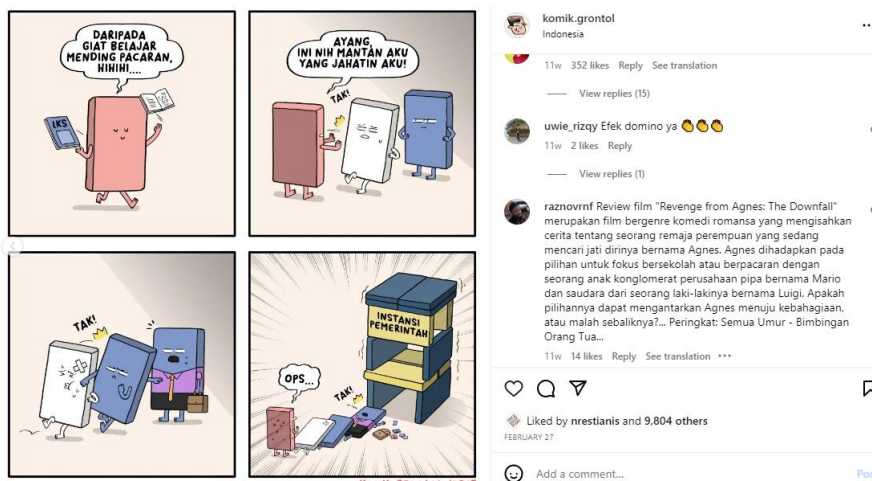 DARIPADA
GIAT BELAJAR
MENDING PACARAN,
HIHIHI....
LKS
AYANG,
INI NIH MANTAN AKU
YANG JAHATIN AKU!
TAK!
TAK!
OPS...
TAK!
INSTANSI
PEMERINTAH
komik.grontol
Indonesia
11w 352 likes Reply See translation
View replies (15)
uwie_rizqy Efek domino ya 👏👏👏
11w 2 likes Reply
View replies (1)
raznovrnf Review film "Revenge from Agnes: The Downfall"
merupakan film bergenre komedi romansa yang mengisahkan
cerita tentang seorang remaja perempuan yang sedang
mencari jati dirinya bernama Agnes. Agnes dihadapkan pada
pilihan untuk fokus bersekolah atau berpacaran dengan
seorang anak konglomerat perusahaan pipa bernama Mario
dan saudara dari seorang laki-lakinya bernama Luigi. Apakah
pilihannya dapat mengantarkan Agnes menuju kebahagiaan,
atau malah sebaliknya?... Peringkat: Semua Umur - Bimbingan
Orang Tua...
11w 14 likes Reply See translation •••
Liked by nrestianis and 9,804 others
FEBRUARY 27
Add a comment...